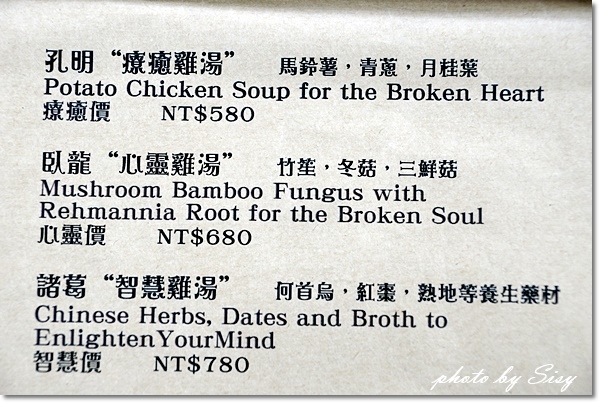 孔明“療癒雞湯” 馬鈴薯，青蔥，月桂葉
Potato Chicken Soup for the Broken Heart
療癒價 NT$580
臥龍“心靈雞湯” 竹笙，冬菇，三鮮菇
Mushroom Bamboo Fungus with
Rehmannia Root for the Broken Soul
心靈價 NT$680
諸葛“智慧雞湯” 何首烏，紅棗，熟地等養生藥材
Chinese Herbs, Dates and Broth to
EnlightenYourMind
智慧價 NT$780
photo by Sisy